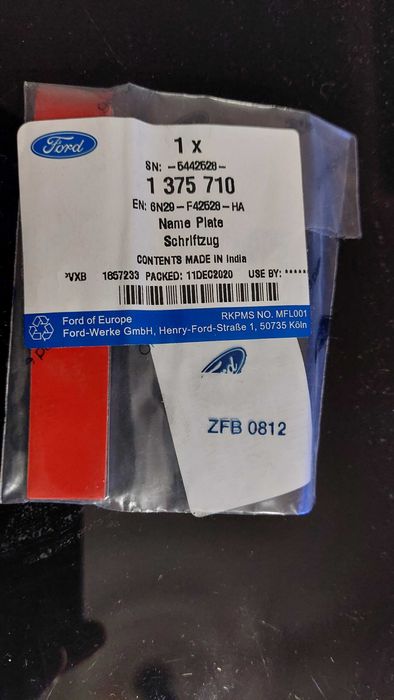 Ford
1 x
SN: -6442628-
1 375 710
EN: 6N29 -F42528 -HA
Name Plate
Schriftzug
CONTENTS MADE IN India
*VXB 1657233 PACKED: 11DEC2020 USE BY: *****
RKPMS NO. MFL001
Ford of Europe
Ford-Werke GmbH, Henry-Ford-Straße 1, 50735 Köln
ZFB 0812